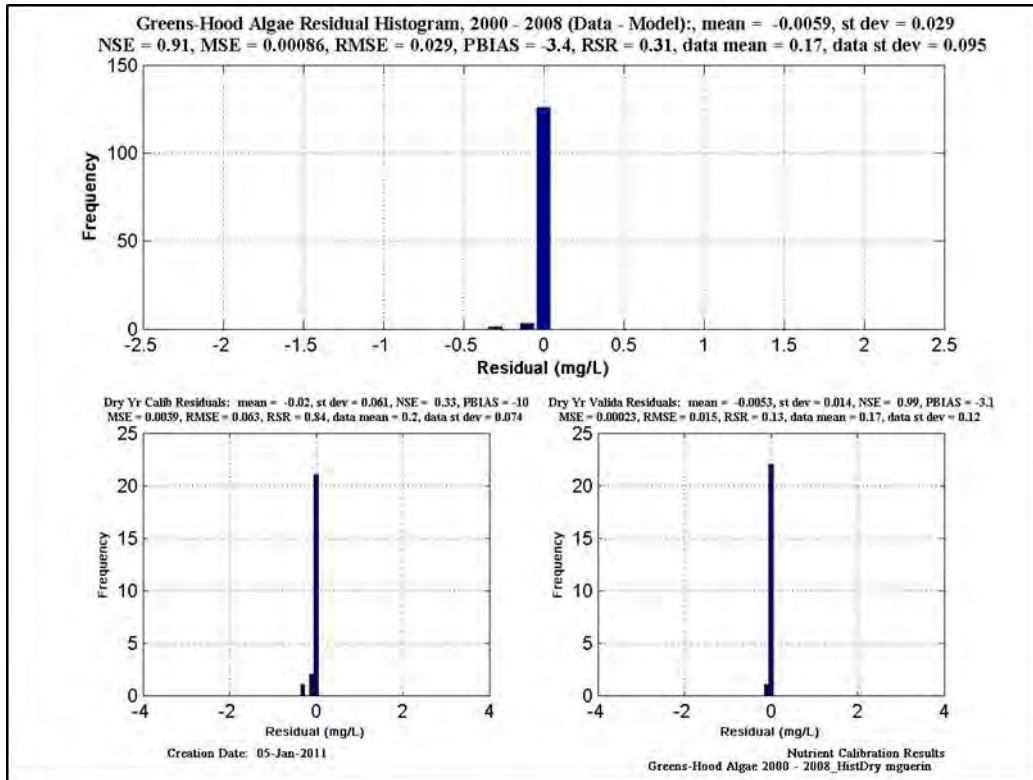 Greens-Hood Algae Residual Histogram, 2000 - 2008 (Data - Model):, mean = -0.0059, st dev = 0.029
NSE = 0.91, MSE = 0.00086, RMSE = 0.029, PBIAS = -3.4, RSR = 0.31, data mean = 0.17, data st dev = 0.095
150
100
50
0
Frequency
-2.5 -2 -1.5 -1 -0.5 0 0.5 1 1.5 2 2.5
Residual (mg/L)
Dry Yr Calib Residuals: mean = -0.02, st dev = 0.061, NSE = 0.33, PBIAS = -10
MSE = 0.0039, RMSE = 0.063, RSR = 0.84, data mean = 0.2, data st dev = 0.074
25
20
15
10
5
0
Frequency
-4 -2 0 2 4
Residual (mg/L)
Dry Yr Valida Residuals: mean = -0.0053, st dev = 0.014, NSE = 0.99, PBIAS = -3.1
MSE = 0.00023, RMSE = 0.015, RSR = 0.13, data mean = 0.17, data st dev = 0.12
25
20
15
10
5
0
Frequency
-4 -2 0 2 4
Residual (mg/L)
Creation Date: 05-Jan-2011
Nutrient Calibration Results
Greens-Hood Algae 2000 - 2008_HistDry mguerin